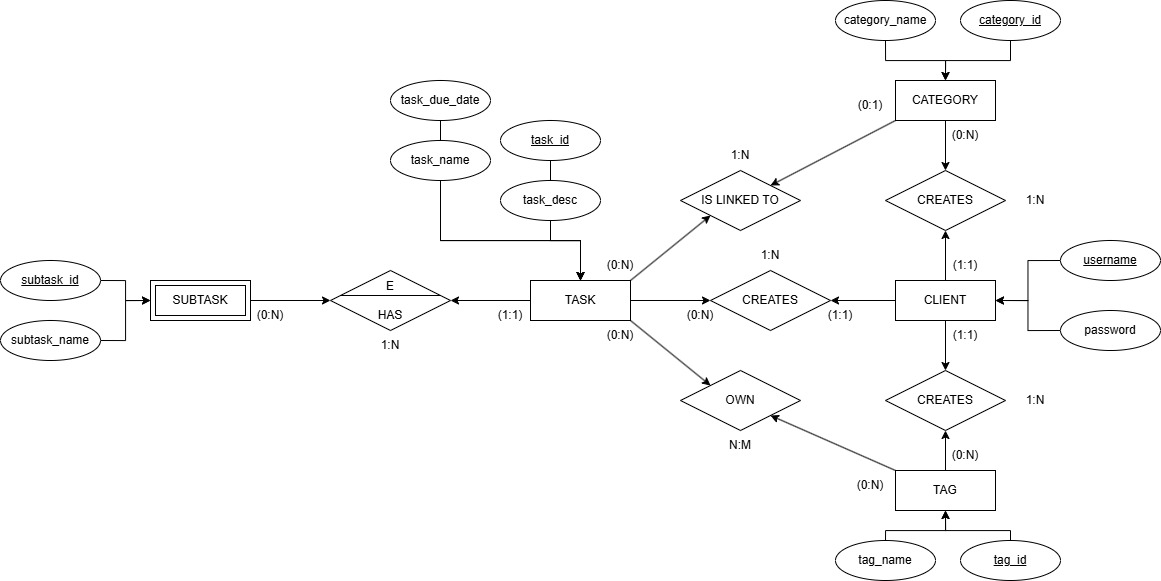 category_name
category_id
task_due_date
CATEGORY
(0:1)
(0:N)
task_id
task_name
1:N
task_desc
IS LINKED TO
CREATES
1:N
(0:N)
(1:1)
1:N
username
subtask_id
E
HAS
SUBTASK
(0:N)
(1:1)
TASK
(0:N)
CREATES
(1:1)
CLIENT
subtask_name
1:N
(0:N)
(1:1)
password
OWN
CREATES
1:N
N:M
(0:N)
(0:N)
TAG
tag_name
tag_id